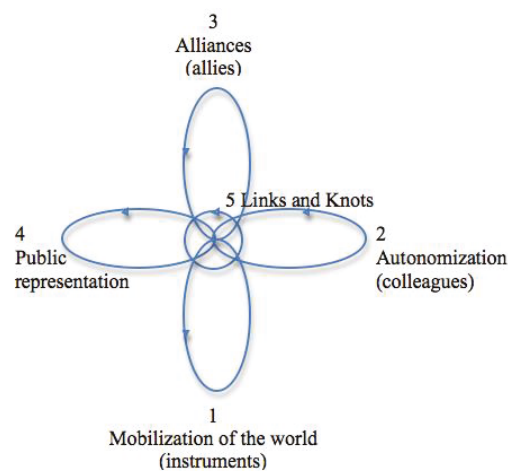 3
Alliances
(allies)
5 Links and Knots
4
Public
representation
2
Autonomization
(colleagues)
1
Mobilization of the world
(instruments)